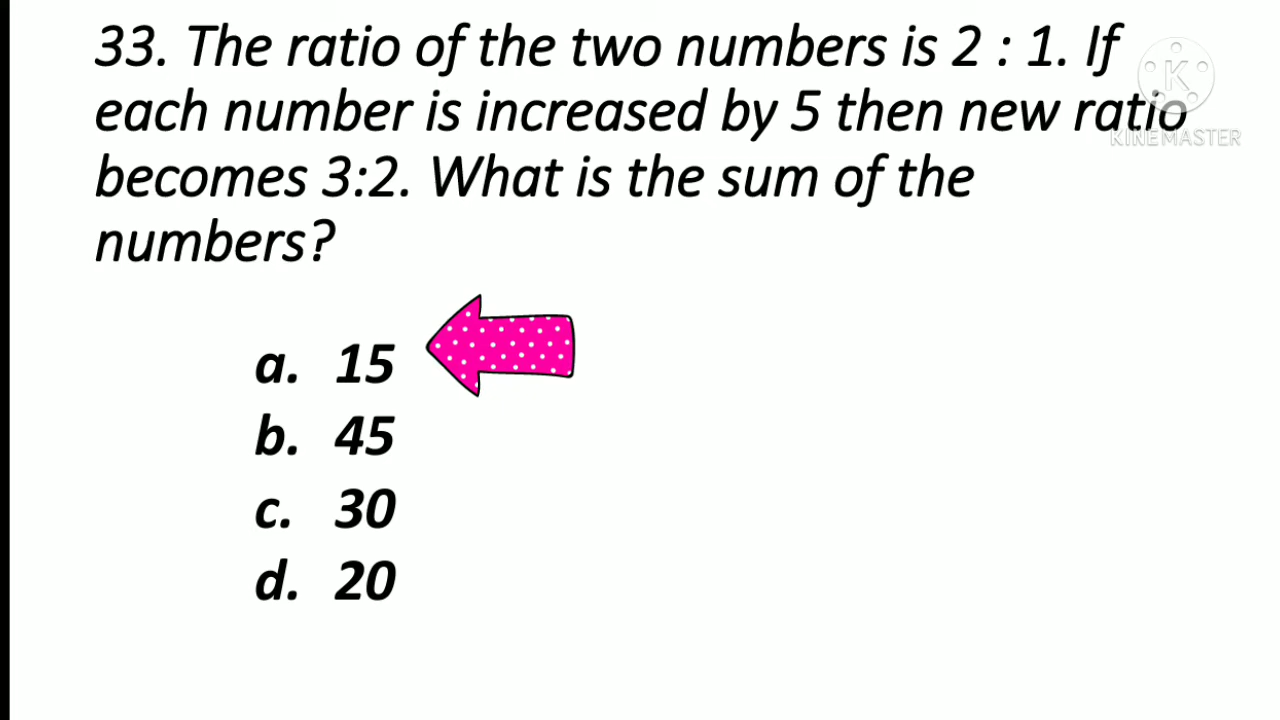 33. The ratio of the two numbers is 2 : 1. If
each number is increased by 5 then new ratio
KINEMASTER
becomes 3:2. What is the sum of the
numbers?
a. 15
b. 45
c. 30
d. 20